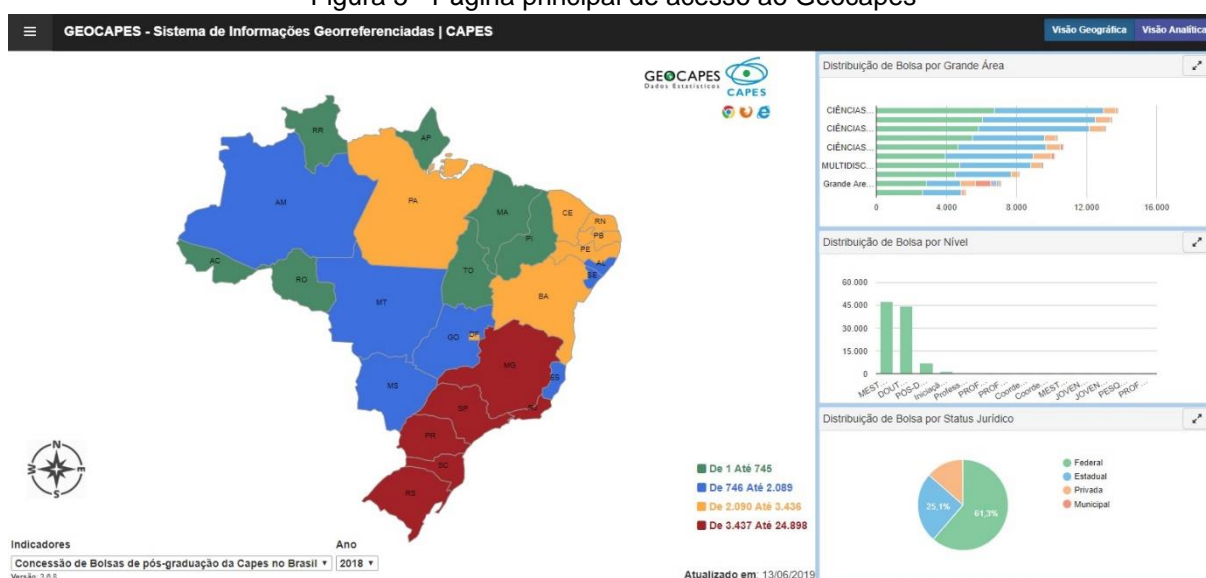 Figura 3 - Página principal de acesso ao Geocapes
GEOCAPES - Sistema de Informações Georreferenciadas | CAPES
Visão Geográfica Visão Analítica
GEOCAPES
Dados Estatísticos
CAPES
RR
AP
AM
PA
MA
CE
RN
PB
PI
PE
AL
SE
AC
TO
RO
BA
MT
GO
DF
MG
ES
MS
SP
RJ
PR
SC
RS
N
E
S
De 1 Até 745
De 746 Até 2.089
De 2.090 Até 3.436
De 3.437 Até 24.898
Indicadores
Ano
Concessão de Bolsas de pós-graduação da Capes no Brasil 2018
Versão: 3.0.8
Atualizado em: 13/06/2019
Distribuição de Bolsa por Grande Área
CIÊNCIAS...
CIÊNCIAS...
CIÊNCIAS...
MULTIDISC...
Grande Áre...
0 4.000 8.000 12.000 16.000
Distribuição de Bolsa por Nível
60.000
45.000
30.000
15.000
0
MEST... DOUT... PÓS-D... Iniciaçã... Profess... PROF... PROF... Coorde... Coorde... MEST... JOVEN... JOVEN... PESQ... PROF...
Distribuição de Bolsa por Status Jurídico
25,1%
61,3%
Federal
Estadual
Privada
Municipal